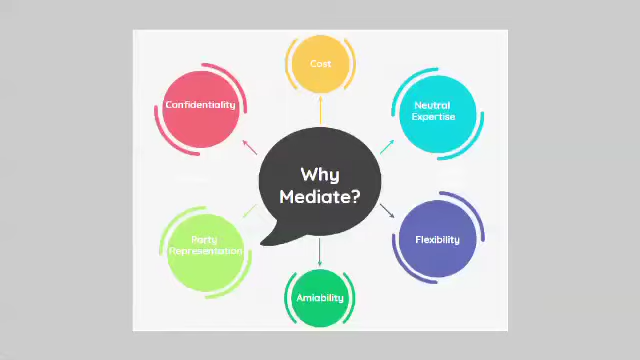 Cost
Confidentiality
Neutral
Expertise
Why
Mediate?
Party
Representation
Flexibility
Amiability